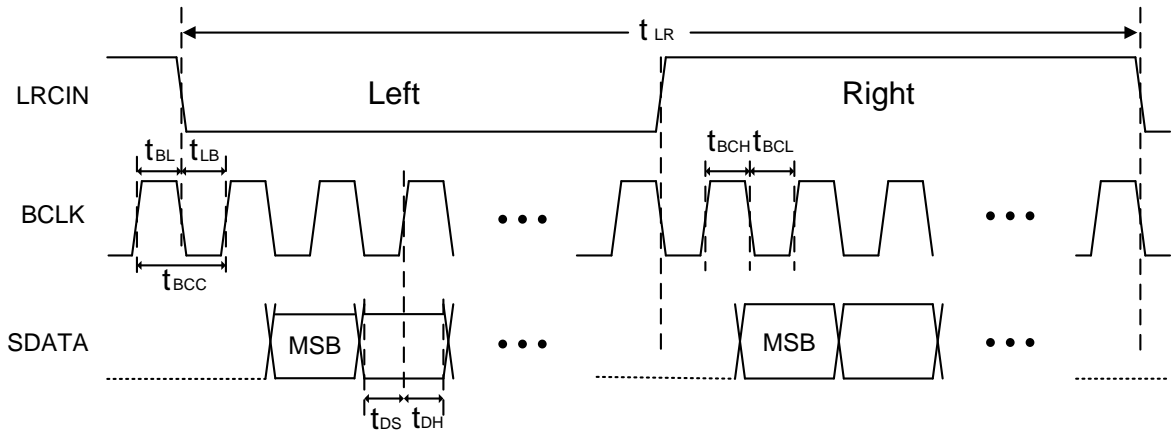 tLR
LRCIN
Left
Right
tBL
tLB
tBCH
tBCL
BCLK
•••
•••
tBCC
SDATA
MSB
•••
MSB
•••
tDS
tDH